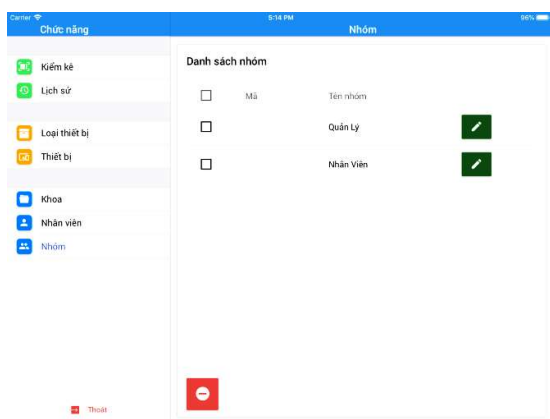 Carrier 5:14 PM 96%
Chức năng
Nhóm
Kiểm kê
Lịch sử
Loại thiết bị
Thiết bị
Khoa
Nhân viên
Nhóm
Thoát
Danh sách nhóm
Mã Tên nhóm
Quản Lý
Nhân Viên